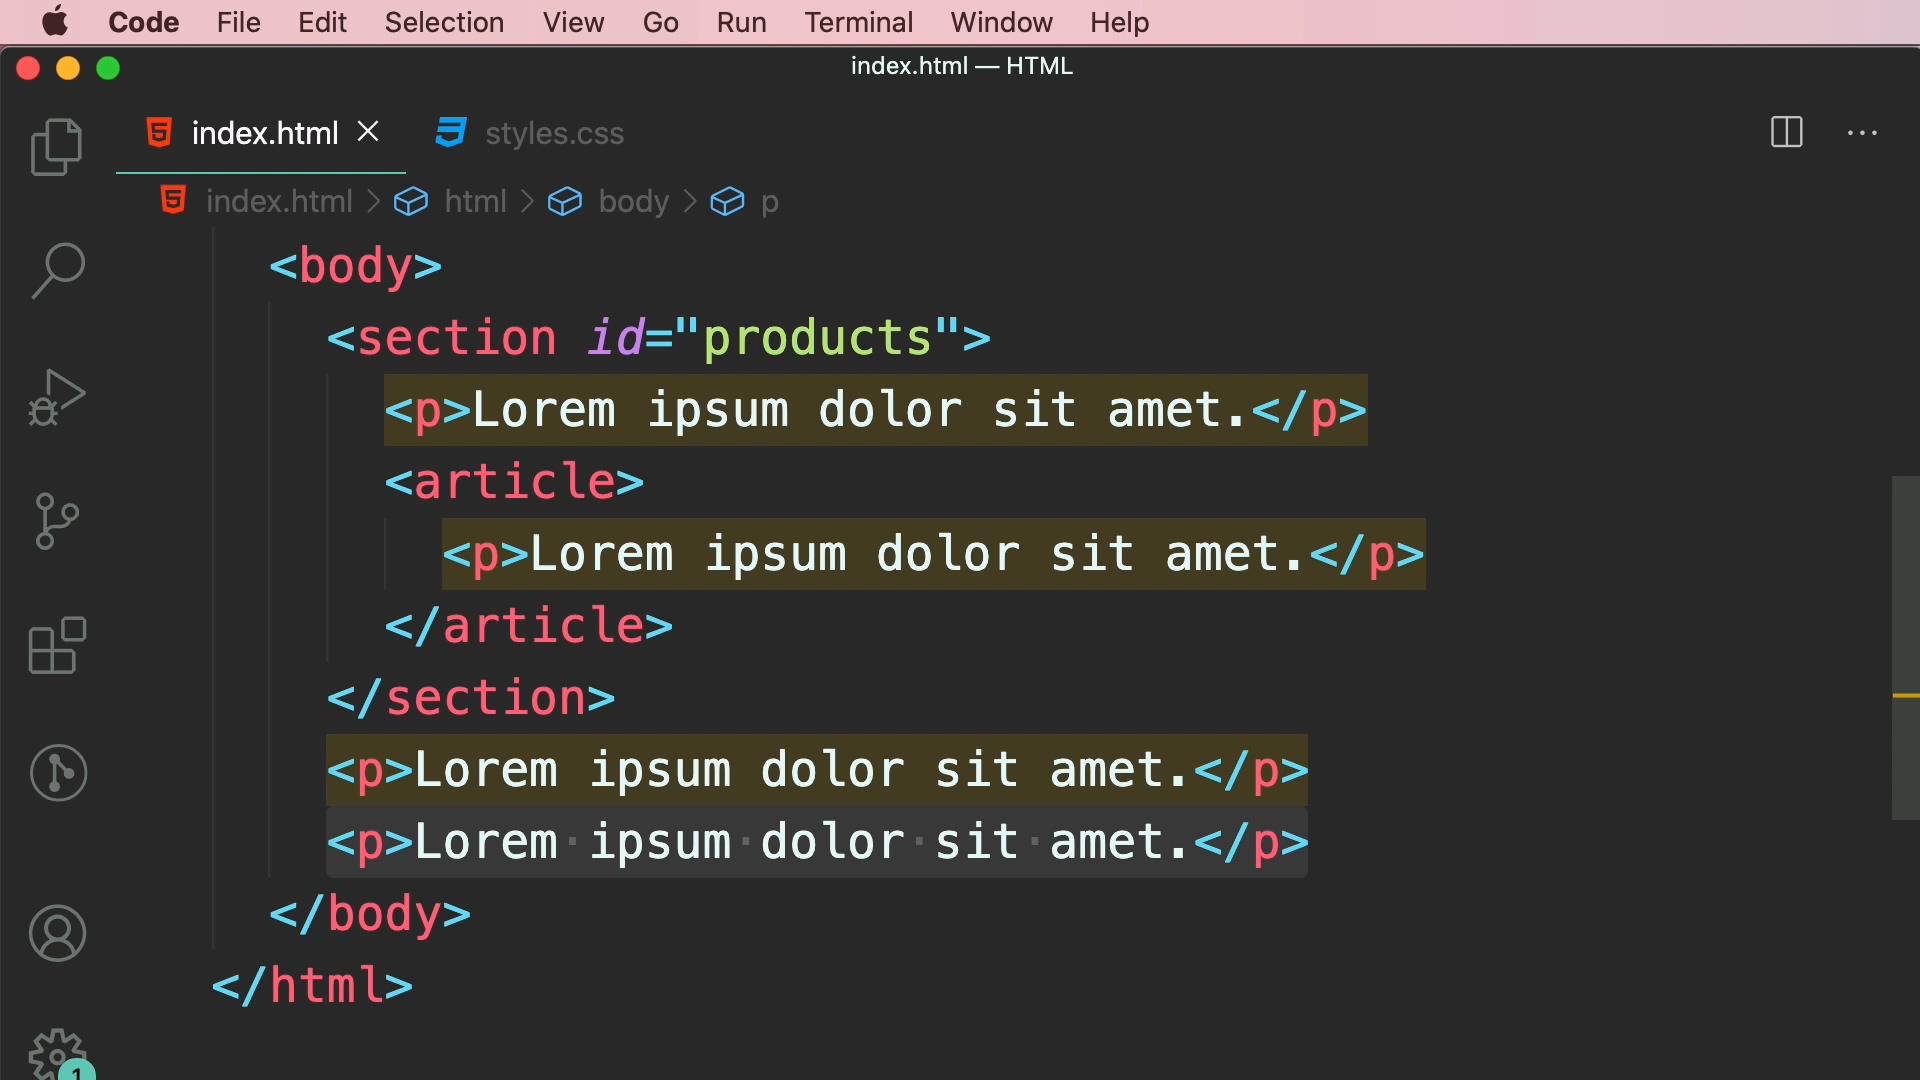 Code File Edit Selection View Go Run Terminal Window Help
index.html — HTML
index.html styles.css
index.html > html > body > p
<body>
<section id="products">
<p>Lorem ipsum dolor sit amet.</p>
<article>
<p>Lorem ipsum dolor sit amet.</p>
</article>
</section>
<p>Lorem ipsum dolor sit amet.</p>
<p>Lorem ipsum dolor sit amet.</p>
</body>
</html>
1